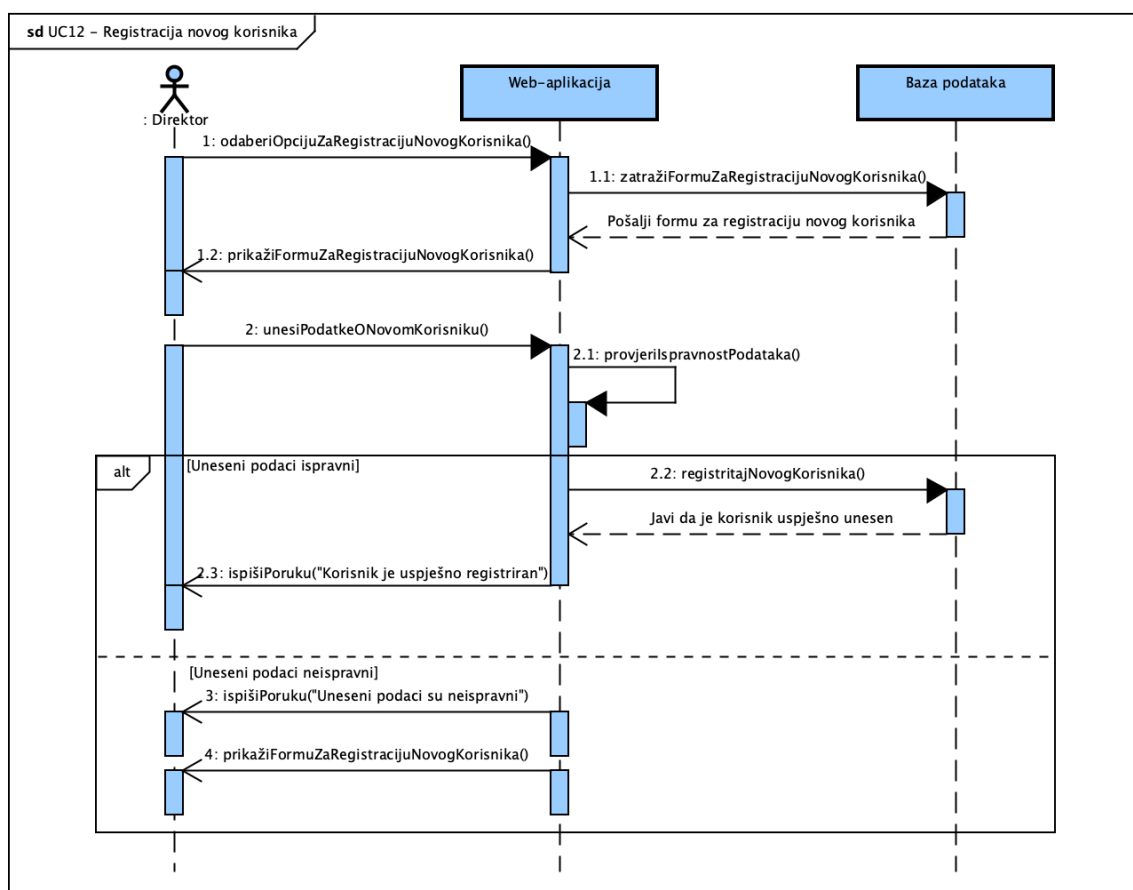 sd UC12 - Registracija novog korisnika
: Direktor
Web-aplikacija
Baza podataka
1: odaberiOpcijuZaRegistracijuNovogKorisnika()
1.1: zatražiFormuZaRegistracijuNovogKorisnika()
Pošalji formu za registraciju novog korisnika
1.2: prikažiFormuZaRegistracijuNovogKorisnika()
2: unesiPodatkeONovomKorisniku()
2.1: provjeriIspravnostPodataka()
alt
[Uneseni podaci ispravni]
2.2: registritajNovogKorisnika()
Javi da je korisnik uspješno unesen
2.3: ispišiPoruku("Korisnik je uspješno registriran")
[Uneseni podaci neispravni]
3: ispišiPoruku("Uneseni podaci su neispravni")
4: prikažiFormuZaRegistracijuNovogKorisnika()